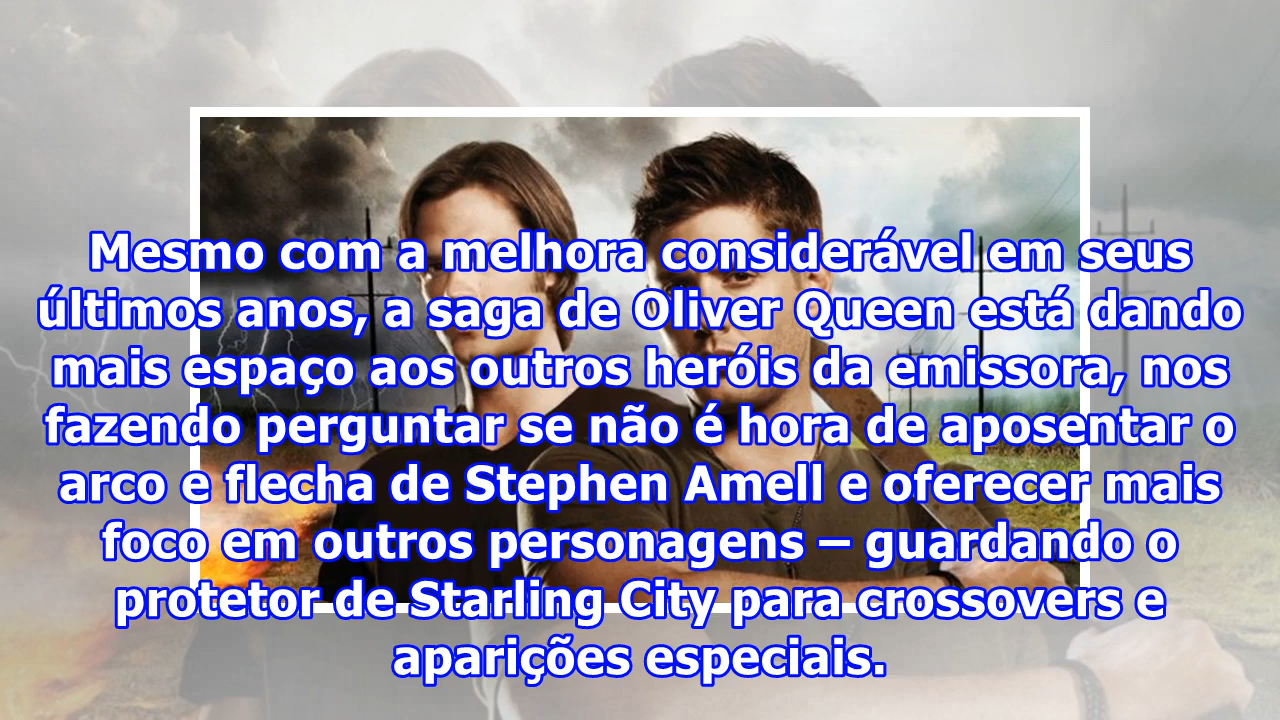 Mesmo com a melhora considerável em seus
últimos anos, a saga de Oliver Queen está dando
mais espaço aos outros heróis da emissora, nos
fazendo perguntar se não é hora de aposentar o
arco e flecha de Stephen Amell e oferecer mais
foco em outros personagens – guardando o
protetor de Starling City para crossovers e
aparições especiais.